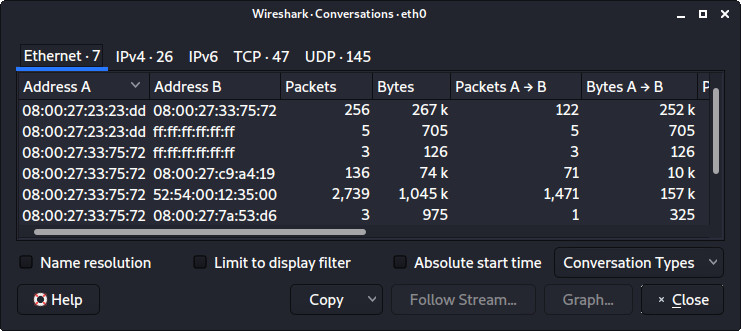 Wireshark · Conversations · eth0
Ethernet · 7 IPv4 · 26 IPv6 TCP · 47 UDP · 145
Address A Address B Packets Bytes Packets A → B Bytes A → B P
08:00:27:23:23:dd 08:00:27:33:75:72 256 267 k 122 252 k
08:00:27:23:23:dd ff:ff:ff:ff:ff:ff 5 705 5 705
08:00:27:33:75:72 ff:ff:ff:ff:ff:ff 3 126 3 126
08:00:27:33:75:72 08:00:27:c9:a4:19 136 74 k 71 10 k
08:00:27:33:75:72 52:54:00:12:35:00 2,739 1,045 k 1,471 157 k
08:00:27:33:75:72 08:00:27:7a:53:d6 3 975 1 325
Name resolution Limit to display filter Absolute start time Conversation Types
Help Copy Follow Stream... Graph... × Close